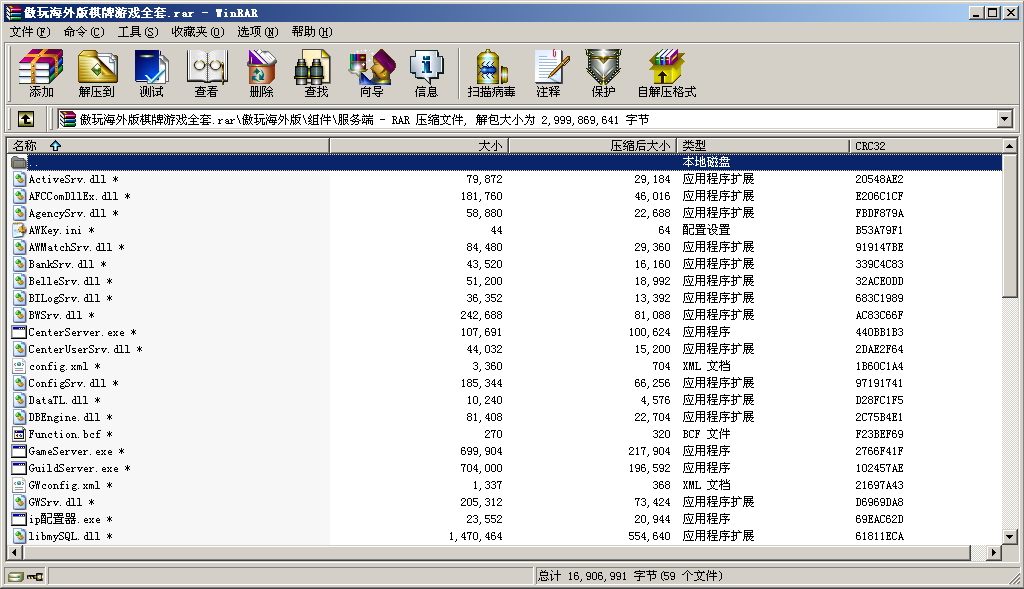 傲玩海外版棋牌游戏全套.rar - WinRAR
文件(F) 命令(C) 工具(S) 收藏夹(O) 选项(N) 帮助(H)
添加 解压到 测试 查看 删除 查找 向导 信息 扫描病毒 注释 保护 自解压格式
傲玩海外版棋牌游戏全套.rar\傲玩海外版\组件\服务端 - RAR 压缩文件, 解包大小为 2,999,869,641 字节
名称 大小 压缩后大小 类型 CRC32
.. 本地磁盘
ActiveSrv.dll * 79,872 29,184 应用程序扩展 20548AE2
AFCComDllEx.dll * 181,760 46,016 应用程序扩展 E206C1CF
AgencySrv.dll * 58,880 22,688 应用程序扩展 FBDF879A
AWKey.ini * 44 64 配置设置 B53A79F1
AWMatchSrv.dll * 84,480 29,360 应用程序扩展 919147BE
BankSrv.dll * 43,520 16,160 应用程序扩展 339C4C83
BelleSrv.dll * 51,200 18,992 应用程序扩展 32ACE0DD
BILogSrv.dll * 36,352 13,392 应用程序扩展 683C1989
BWSrv.dll * 242,688 81,088 应用程序扩展 AC83C66F
CenterServer.exe * 107,691 100,624 应用程序 440BB1B3
CenterUserSrv.dll * 44,032 15,200 应用程序扩展 2DAE2F64
config.xml * 3,360 704 XML 文档 1B60C1A4
ConfigSrv.dll * 185,344 66,256 应用程序扩展 97191741
DataTL.dll * 10,240 4,576 应用程序扩展 D28FC1F5
DBEngine.dll * 81,408 22,704 应用程序扩展 2C75B4E1
Function.bcf * 270 320 BCF 文件 F23BEF69
GameServer.exe * 699,904 217,904 应用程序 2766F41F
GuildServer.exe * 704,000 196,592 应用程序 102457AE
GWconfig.xml * 1,337 368 XML 文档 21697A43
GWSrv.dll * 205,312 73,424 应用程序扩展 D6969DA8
ip配置器.exe * 23,552 20,944 应用程序 69EAC62D
libmySQL.dll * 1,470,464 554,640 应用程序扩展 61811ECA
总计 16,906,991 字节(59 个文件)